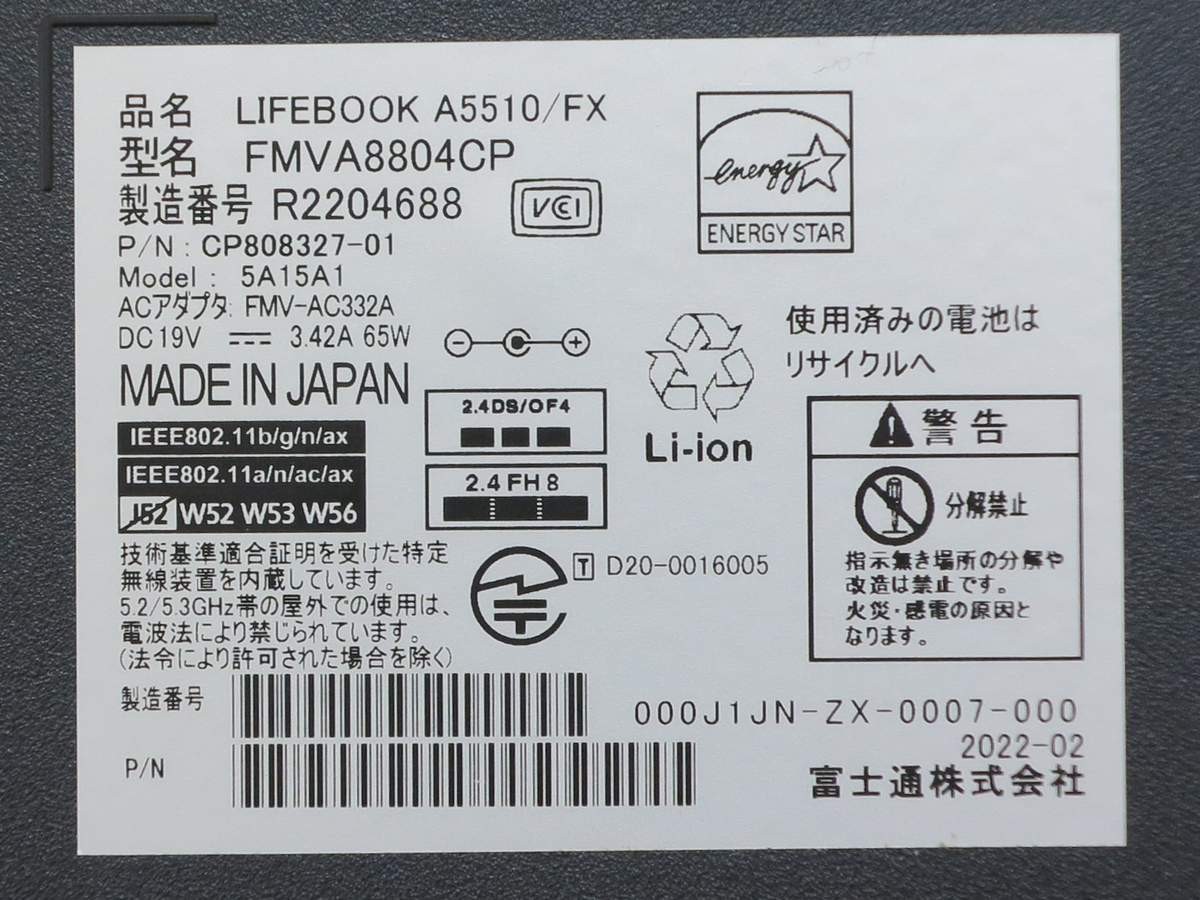 品名 LIFEBOOK A5510/FX
型名 FMVA8804CP
製造番号 R2204688
VCCI
P/N : CP808327-01
Model : 5A15A1
ACアダプタ: FMV-AC332A
DC19V 3.42A 65W
MADE IN JAPAN
energy
ENERGY STAR
使用済みの電池は
リサイクルへ
Li-ion
IEEE802.11b/g/n/ax
IEEE802.11a/n/ac/ax
J52 W52 W53 W56
2.4DS/OF4
2.4FH8
警告
分解禁止
指示無き場所の分解や
改造は禁止です。
火災・感電の原因と
なります。
技術基準適合証明を受けた特定
無線装置を内蔵しています。
5.2/5.3GHz帯の屋外での使用は、
電波法により禁じられています。
(法令により許可された場合を除く)
T D20-0016005
製造番号
P/N
000J1JN-ZX-0007-000
2022-02
富士通株式会社